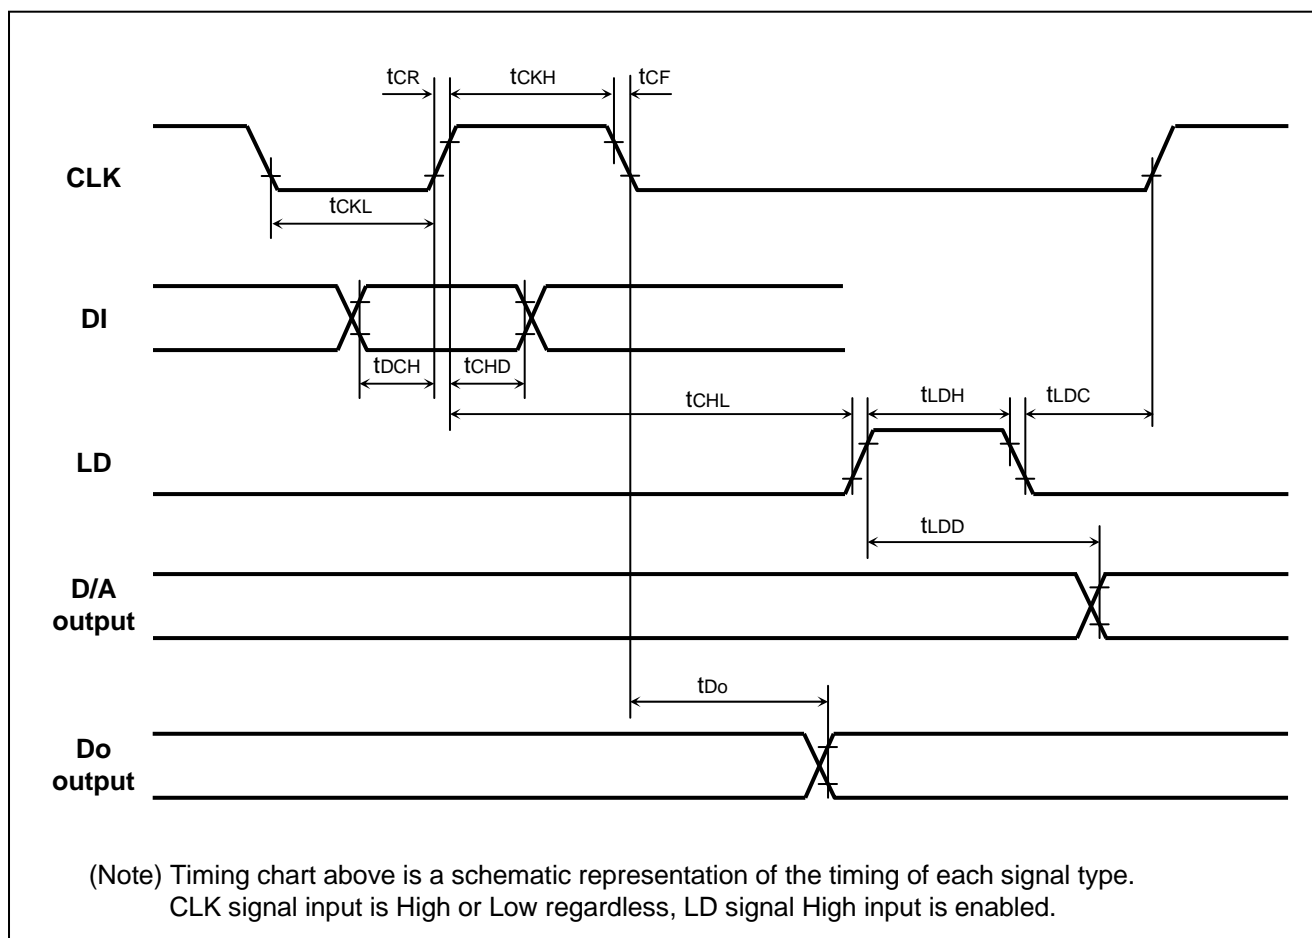 tCR
tCKH
tCF
CLK
tCKL
DI
tDCH
tCHD
tCHL
tLDH
tLDC
LD
tLDD
D/A
output
tDo
Do
output
(Note) Timing chart above is a schematic representation of the timing of each signal type.
CLK signal input is High or Low regardless, LD signal High input is enabled.